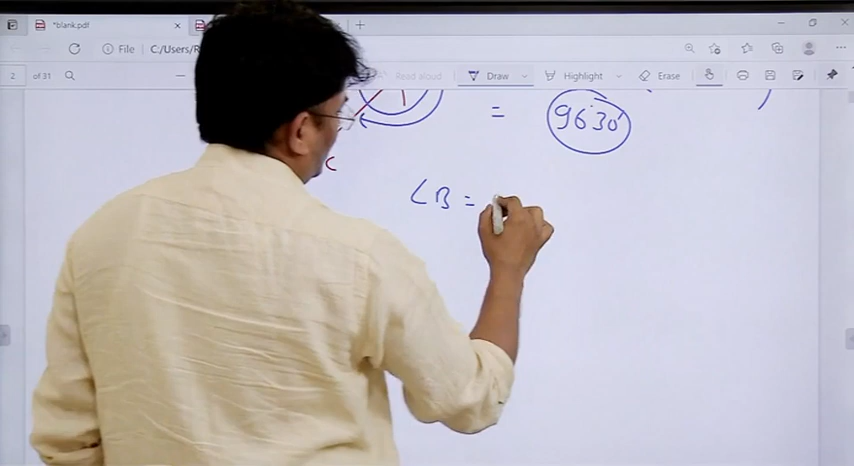 *blank.pdf
File C:/Users/R
2 of 31 Read aloud Draw Highlight Erase
= 96°30'
C
∠B =